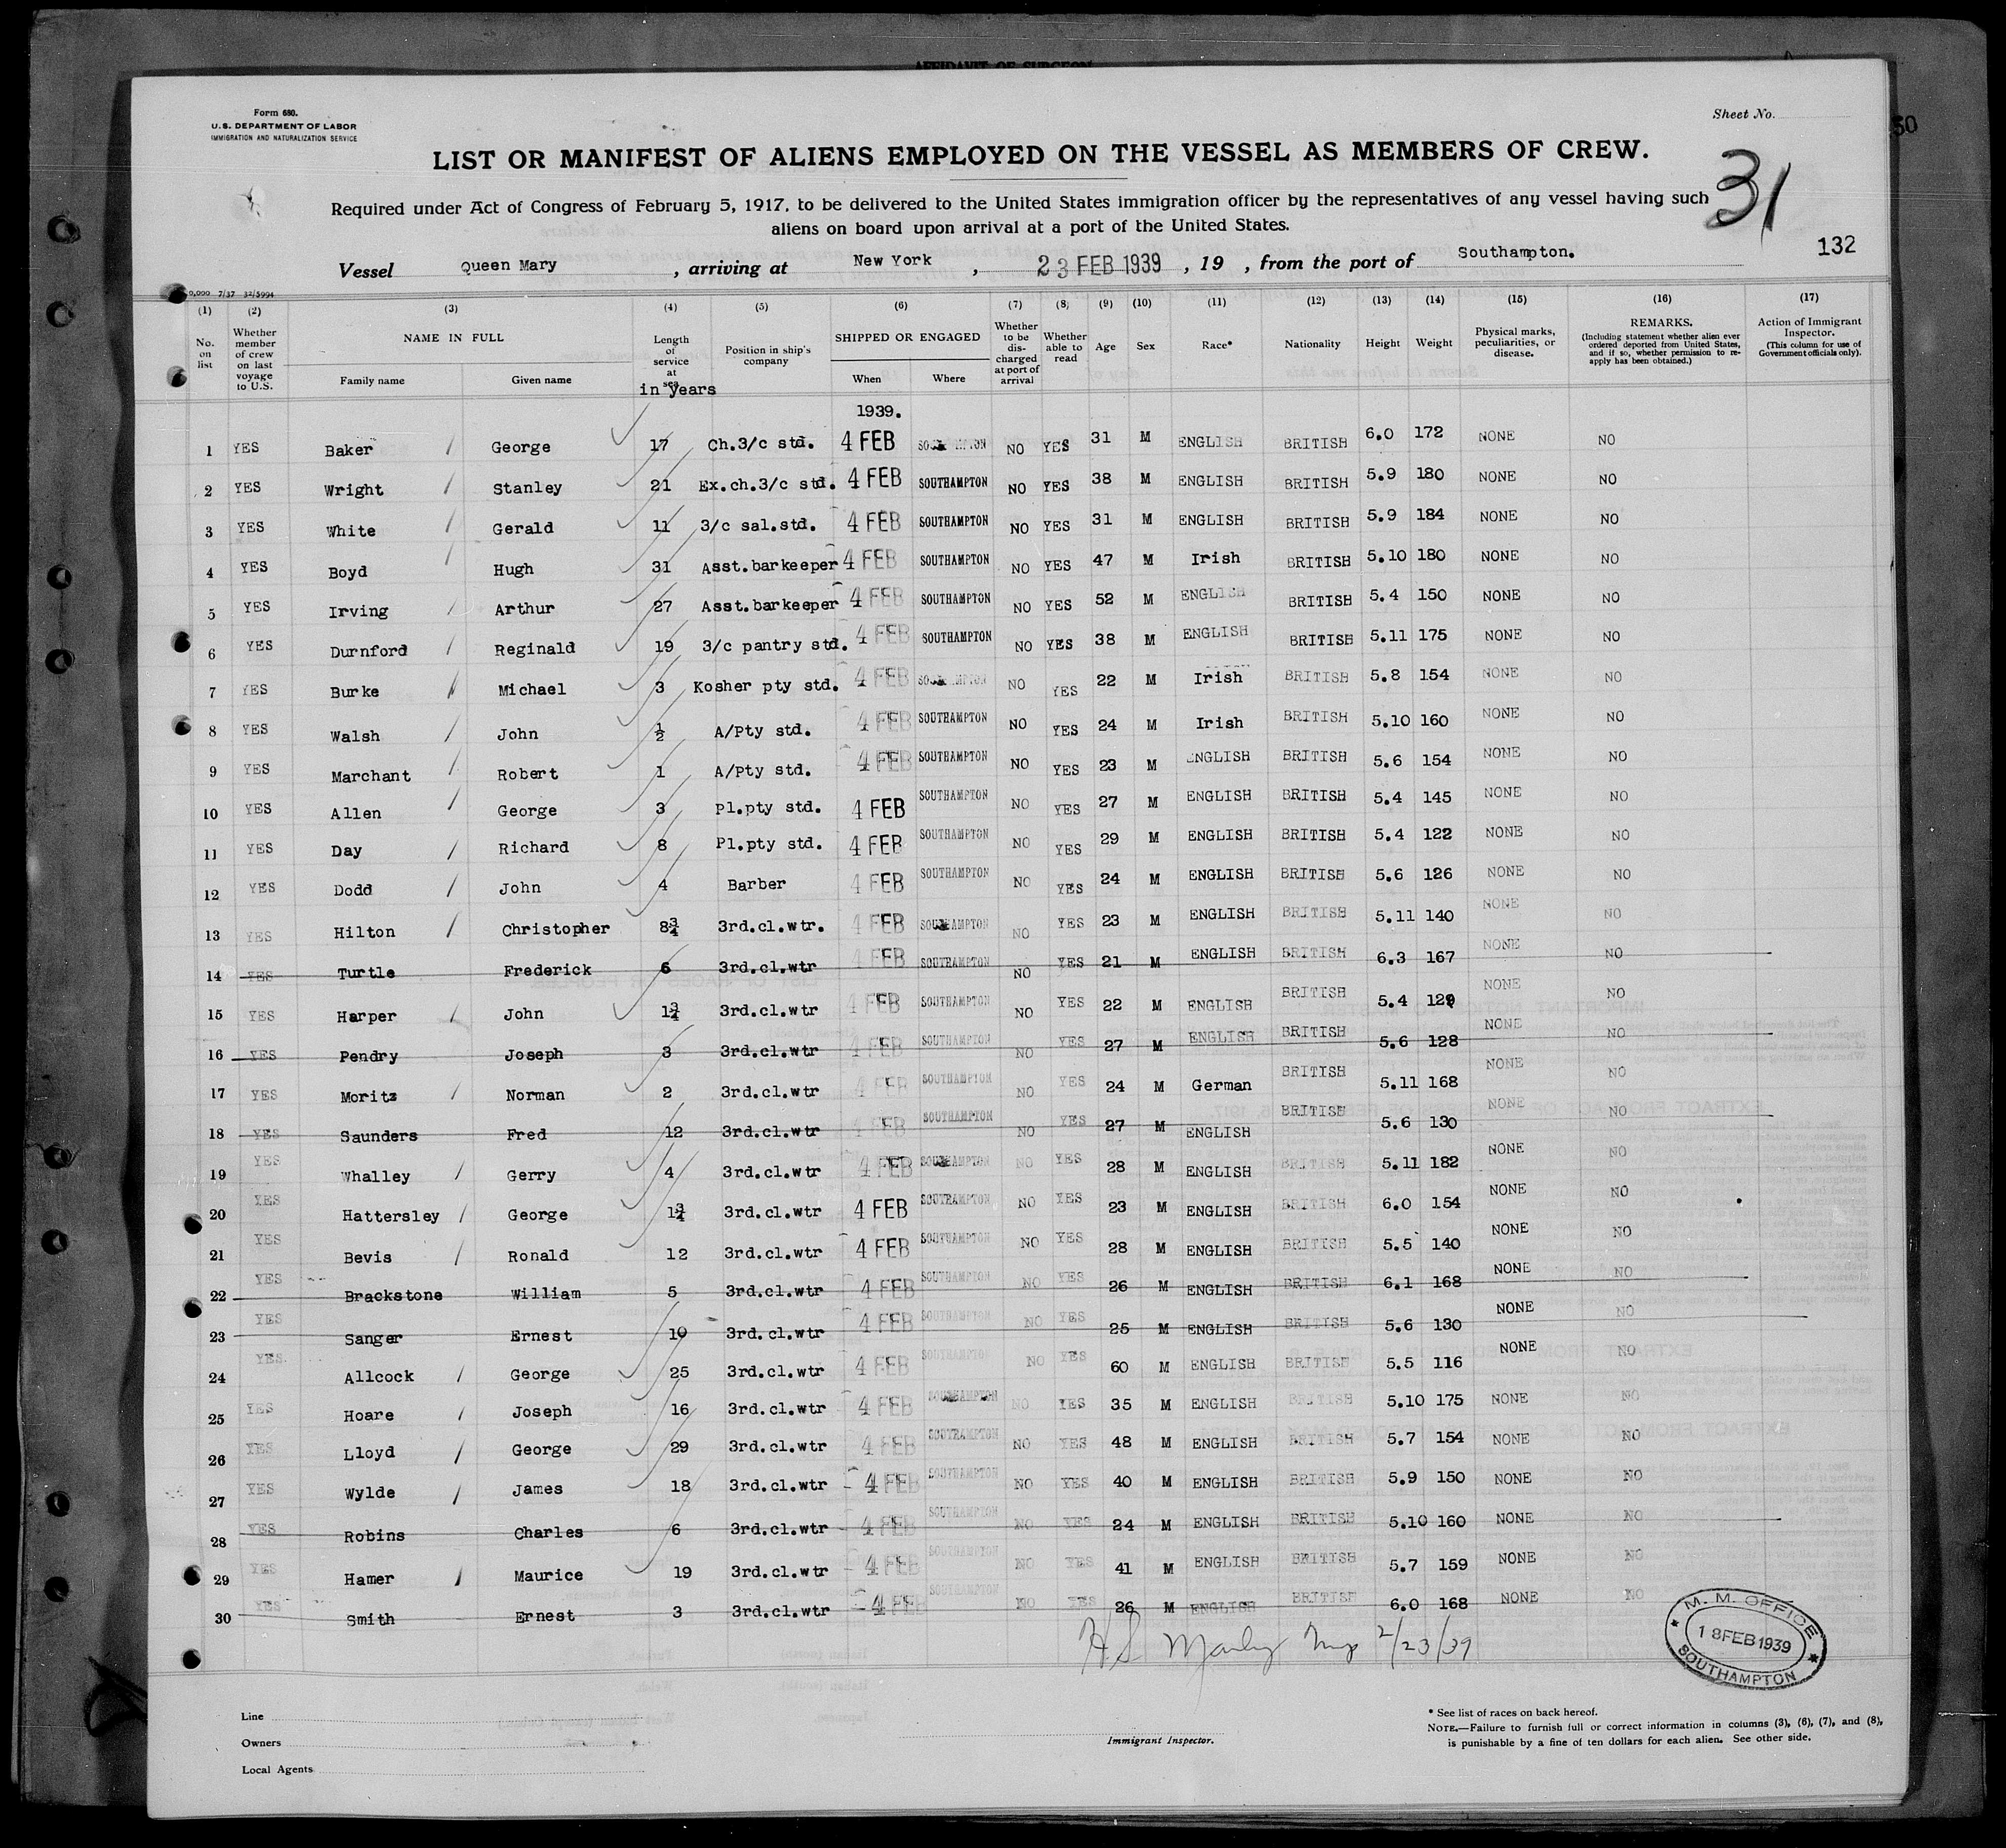 AFFIDAVIT OF SURGEON
Form 680.
U.S. DEPARTMENT OF LABOR
IMMIGRATION AND NATURALIZATION SERVICE
Sheet No.
50
LIST OR MANIFEST OF ALIENS EMPLOYED ON THE VESSEL AS MEMBERS OF CREW.
31
Required under Act of Congress of February 5, 1917, to be delivered to the United States immigration officer by the representatives of any vessel having such
aliens on board upon arrival at a port of the United States.
132
Vessel Queen Mary, arriving at New York, 23 FEB 1939, 19 , from the port of Southampton.
0,000 7/37 32/5994
(1) (2) (3) (4) (5) (6) (7) (8) (9) (10) (11) (12) (13) (14) (15) (16) (17)
No. on list
Whether member of crew on last voyage to U.S.
NAME IN FULL
Family name
Given name
Length of service at sea
in years
Position in ship's company
SHIPPED OR ENGAGED
When
Where
Whether to be discharged at port of arrival
Whether able to read
Age
Sex
Race*
Nationality
Height
Weight
Physical marks, peculiarities, or disease.
REMARKS.
(Including statement whether alien ever ordered deported from United States, and if so, whether permission to reapply has been obtained.)
Action of Immigrant Inspector.
(This column for use of Government officials only).
1939.
1 YES Baker George 17 Ch.3/c std. 4 FEB SOUTHAMPTON NO YES 31 M ENGLISH BRITISH 6.0 172 NONE NO
2 YES Wright Stanley 21 Ex.ch.3/c std. 4 FEB SOUTHAMPTON NO YES 38 M ENGLISH BRITISH 5.9 180 NONE NO
3 YES White Gerald 11 3/c sal.std. 4 FEB SOUTHAMPTON NO YES 31 M ENGLISH BRITISH 5.9 184 NONE NO
4 YES Boyd Hugh 31 Asst.barkeeper 4 FEB SOUTHAMPTON NO YES 47 M Irish BRITISH 5.10 180 NONE NO
5 YES Irving Arthur 27 Asst.barkeeper 4 FEB SOUTHAMPTON NO YES 52 M ENGLISH BRITISH 5.4 150 NONE NO
6 YES Durnford Reginald 19 3/c pantry std. 4 FEB SOUTHAMPTON NO YES 38 M ENGLISH BRITISH 5.11 175 NONE NO
7 YES Burke Michael 3 Kosher pty std. 4 FEB SOUTHAMPTON NO YES 22 M Irish BRITISH 5.8 154 NONE NO
8 YES Walsh John ½ A/Pty std. 4 FEB SOUTHAMPTON NO YES 24 M Irish BRITISH 5.10 160 NONE NO
9 YES Marchant Robert 1 A/Pty std. 4 FEB SOUTHAMPTON NO YES 23 M ENGLISH BRITISH 5.6 154 NONE NO
10 YES Allen George 3 Pl.pty std. 4 FEB SOUTHAMPTON NO YES 27 M ENGLISH BRITISH 5.4 145 NONE NO
11 YES Day Richard 8 Pl.pty std. 4 FEB SOUTHAMPTON NO YES 29 M ENGLISH BRITISH 5.4 122 NONE NO
12 YES Dodd John 4 Barber 4 FEB SOUTHAMPTON NO YES 24 M ENGLISH BRITISH 5.6 126 NONE NO
13 YES Hilton Christopher 8¾ 3rd.cl.wtr. 4 FEB SOUTHAMPTON NO YES 23 M ENGLISH BRITISH 5.11 140 NONE NO
14 YES Turtle Frederick 6 3rd.cl.wtr 4 FEB SOUTHAMPTON NO YES 21 M ENGLISH BRITISH 6.3 167 NONE NO
15 YES Harper John 1¾ 3rd.cl.wtr 4 FEB SOUTHAMPTON NO YES 22 M ENGLISH BRITISH 5.4 129 NONE NO
16 YES Pendry Joseph 3 3rd.cl.wtr 4 FEB SOUTHAMPTON NO YES 27 M ENGLISH BRITISH 5.6 128 NONE NO
17 YES Moritz Norman 2 3rd.cl.wtr 4 FEB SOUTHAMPTON NO YES 24 M German BRITISH 5.11 168 NONE NO
18 YES Saunders Fred 12 3rd.cl.wtr 4 FEB SOUTHAMPTON NO YES 27 M ENGLISH BRITISH 5.6 130 NONE NO
19 YES Whalley Gerry 4 3rd.cl.wtr 4 FEB SOUTHAMPTON NO YES 28 M ENGLISH BRITISH 5.11 182 NONE NO
20 YES Hattersley George 1¾ 3rd.cl.wtr 4 FEB SOUTHAMPTON NO YES 23 M ENGLISH BRITISH 6.0 154 NONE NO
21 YES Bevis Ronald 12 3rd.cl.wtr 4 FEB SOUTHAMPTON NO YES 28 M ENGLISH BRITISH 5.5 140 NONE NO
22 YES Brackstone William 5 3rd.cl.wtr 4 FEB SOUTHAMPTON NO YES 26 M ENGLISH BRITISH 6.1 168 NONE NO
23 YES Sanger Ernest 10 3rd.cl.wtr 4 FEB SOUTHAMPTON NO YES 25 M ENGLISH BRITISH 5.6 130 NONE NO
24 YES Allcock George 25 3rd.cl.wtr 4 FEB SOUTHAMPTON NO YES 60 M ENGLISH BRITISH 5.5 116 NONE NO
25 YES Hoare Joseph 16 3rd.cl.wtr 4 FEB SOUTHAMPTON NO YES 35 M ENGLISH BRITISH 5.10 175 NONE NO
26 YES Lloyd George 29 3rd.cl.wtr 4 FEB SOUTHAMPTON NO YES 48 M ENGLISH BRITISH 5.7 154 NONE NO
27 YES Wylde James 18 3rd.cl.wtr 4 FEB SOUTHAMPTON NO YES 40 M ENGLISH BRITISH 5.9 150 NONE NO
28 YES Robins Charles 6 3rd.cl.wtr 4 FEB SOUTHAMPTON NO YES 24 M ENGLISH BRITISH 5.10 160 NONE NO
29 YES Hamer Maurice 19 3rd.cl.wtr 4 FEB SOUTHAMPTON NO YES 41 M ENGLISH BRITISH 5.7 159 NONE NO
30 YES Smith Ernest 3 3rd.cl.wtr 4 FEB SOUTHAMPTON NO YES 26 M ENGLISH BRITISH 6.0 168 NONE NO
2/23/39
M. M. OFFICE
18 FEB 1939
SOUTHAMPTON
Line
Owners
Local Agents
Immigrant Inspector.
* See list of races on back hereof.
NOTE.—Failure to furnish full or correct information in columns (3), (6), (7), and (8),
is punishable by a fine of ten dollars for each alien. See other side.